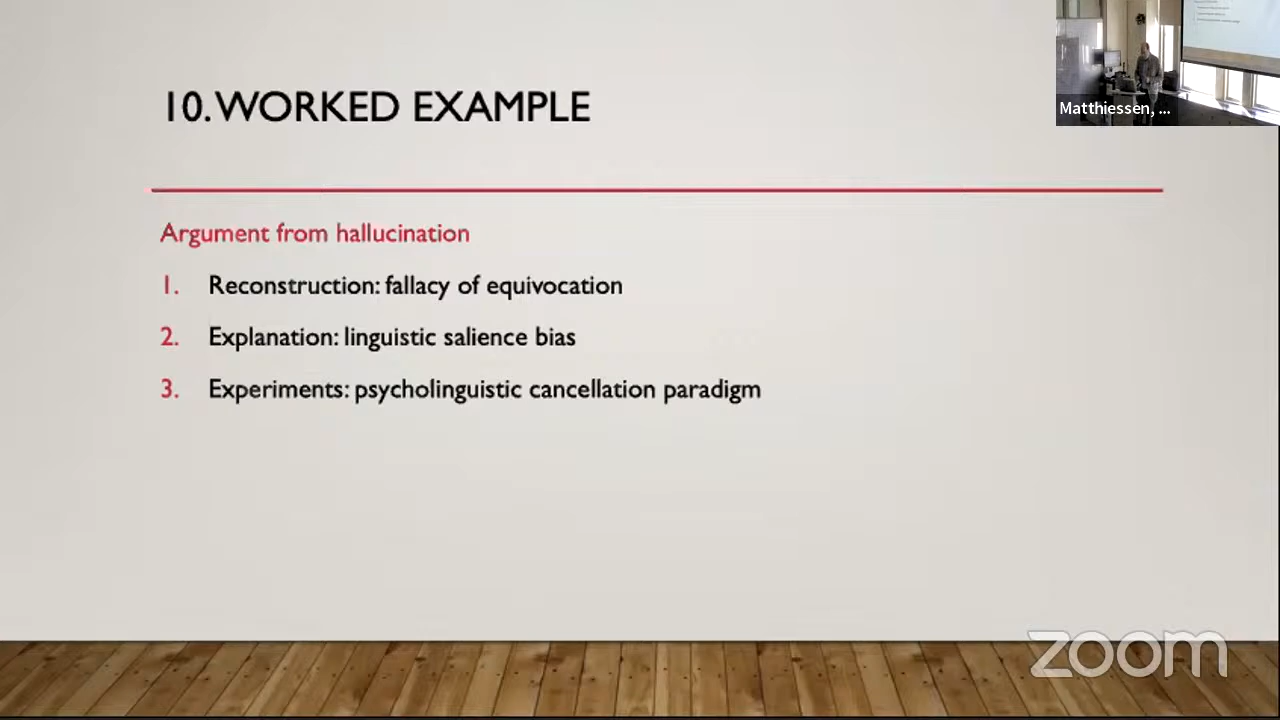 10. WORKED EXAMPLE
Matthiessen, ...
Argument from hallucination
1. Reconstruction: fallacy of equivocation
2. Explanation: linguistic salience bias
3. Experiments: psycholinguistic cancellation paradigm
zoom